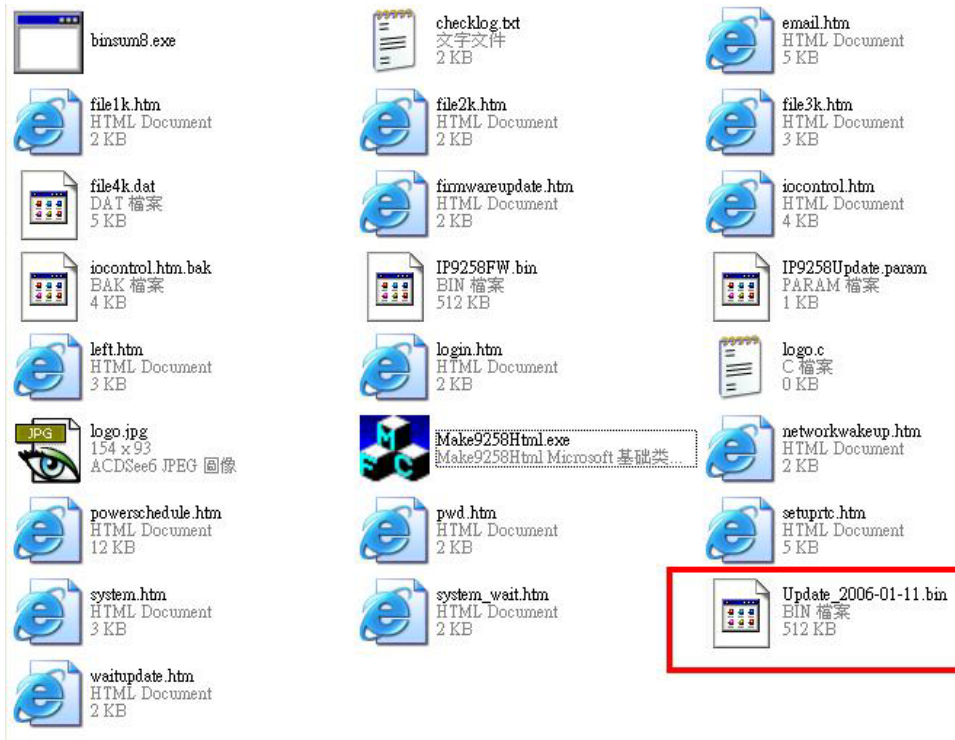 binsum8.exe
checklog.txt
文字文件
2 KB
email.htm
HTML Document
5 KB
file1k.htm
HTML Document
2 KB
file2k.htm
HTML Document
2 KB
file3k.htm
HTML Document
3 KB
file4k.dat
DAT 檔案
5 KB
firmwareupdate.htm
HTML Document
2 KB
iocontrol.htm
HTML Document
4 KB
iocontrol.htm.bak
BAK 檔案
4 KB
IP9258FW.bin
BIN 檔案
512 KB
IP9258Update.param
PARAM 檔案
1 KB
left.htm
HTML Document
3 KB
login.htm
HTML Document
2 KB
logo.c
C 檔案
0 KB
JPG
logo.jpg
154 x 93
ACDSee6 JPEG 圖像
M
F C
Make9258Html.exe
Make9258Html Microsoft 基础类...
networkwakeup.htm
HTML Document
2 KB
powerschedule.htm
HTML Document
12 KB
pwd.htm
HTML Document
2 KB
setuprtc.htm
HTML Document
5 KB
system.htm
HTML Document
3 KB
system_wait.htm
HTML Document
2 KB
Update_2006-01-11.bin
BIN 檔案
512 KB
waitupdate.htm
HTML Document
2 KB